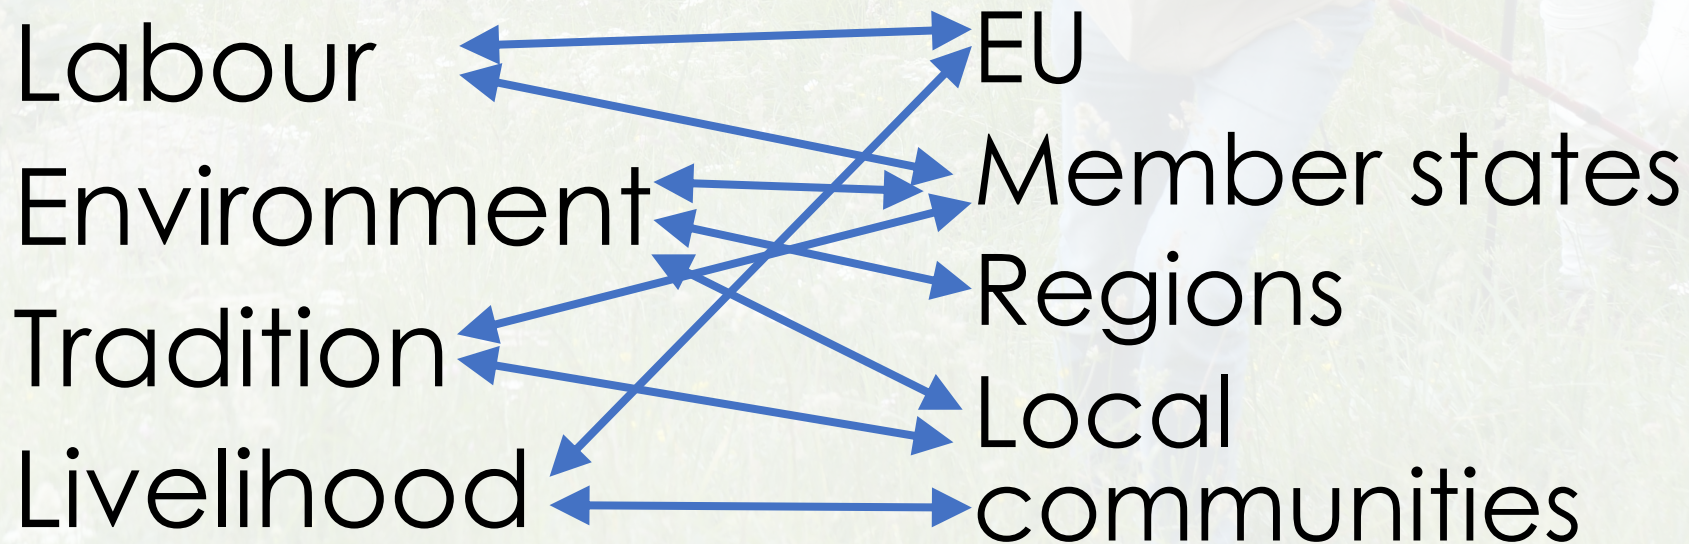 Labour
Environment
Tradition
Livelihood
EU
Member states
Regions
Local
communities